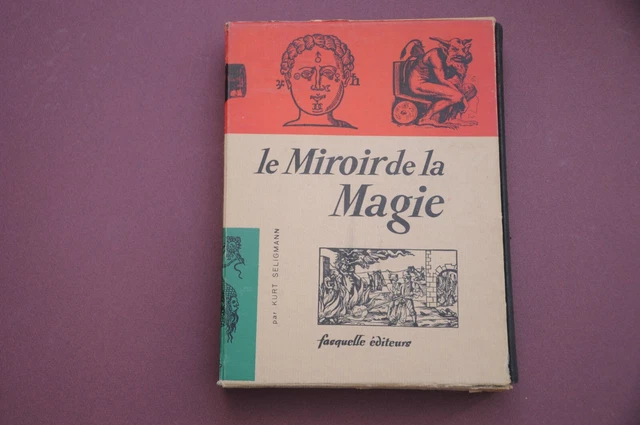 le Miroir de la
Magie
par KURT SELIGMANN
fasquelle éditeurs